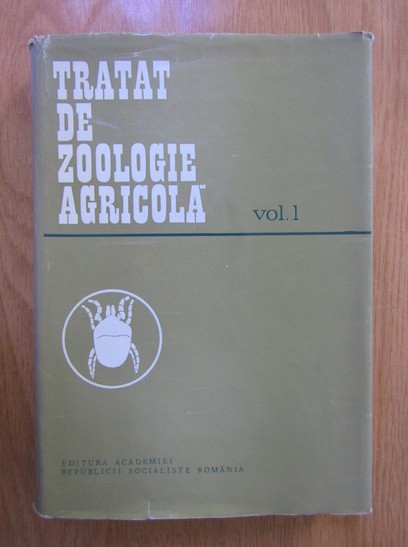 TRATAT
DE
ZOOLOGIE
AGRICOLĂ
vol. 1
EDITURA ACADEMIEI
REPUBLICII SOCIALISTE ROMÂNIA